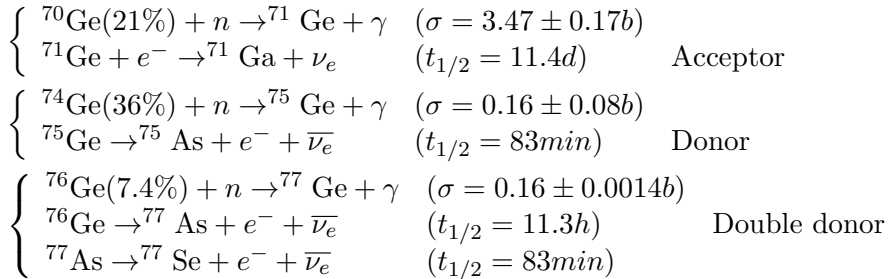 ⁷⁰Ge(21%) + n →⁷¹ Ge + γ (σ = 3.47 ± 0.17b)
⁷¹Ge + e⁻ →⁷¹ Ga + νₑ (t₁/₂ = 11.4d) Acceptor
⁷⁴Ge(36%) + n →⁷⁵ Ge + γ (σ = 0.16 ± 0.08b)
⁷⁵Ge →⁷⁵ As + e⁻ + ν̅ₑ (t₁/₂ = 83min) Donor
⁷⁶Ge(7.4%) + n →⁷⁷ Ge + γ (σ = 0.16 ± 0.0014b)
⁷⁶Ge →⁷⁷ As + e⁻ + ν̅ₑ (t₁/₂ = 11.3h) Double donor
⁷⁷As →⁷⁷ Se + e⁻ + ν̅ₑ (t₁/₂ = 83min)